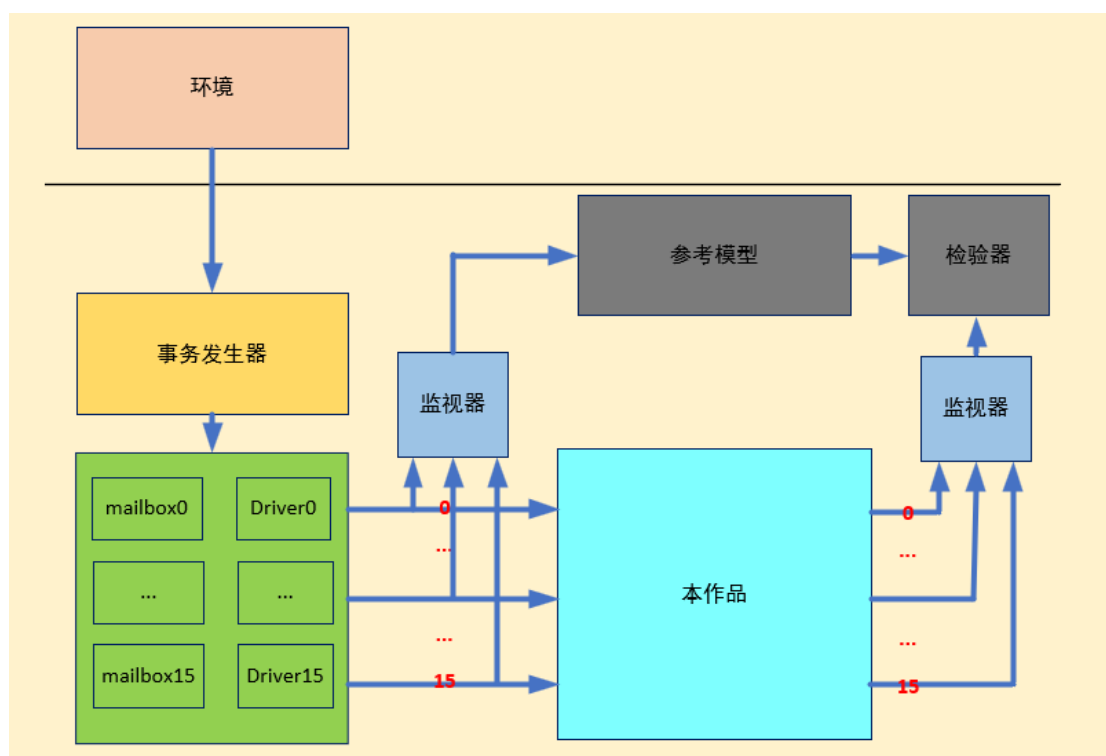 环境
参考模型
检验器
事务发生器
监视器
监视器
mailbox0
Driver0
0
0
...
...
...
...
本作品
...
...
mailbox15
Driver15
15
15